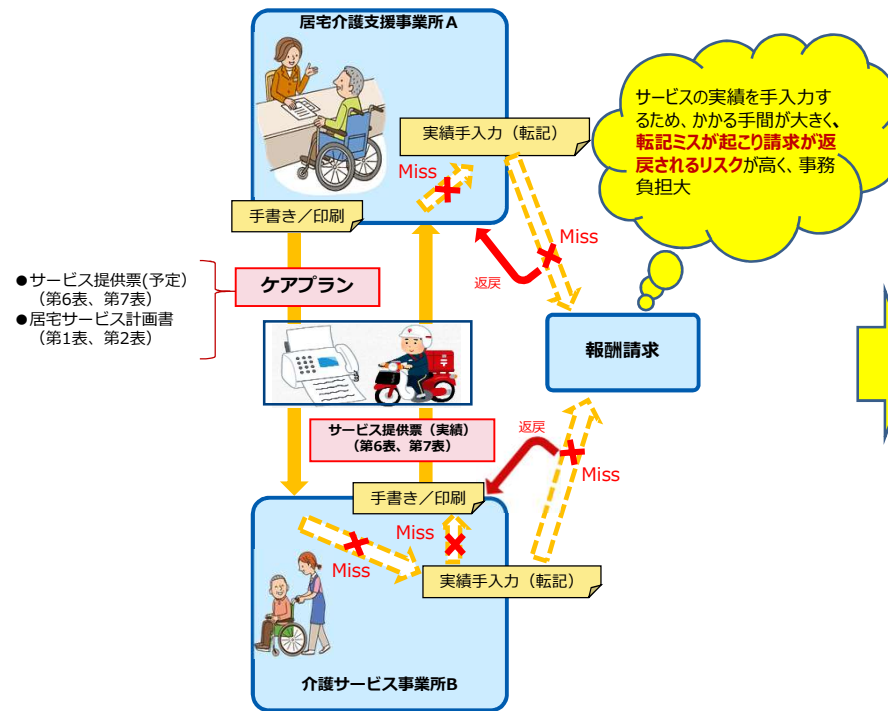 居宅介護支援事業所A
サービスの実績を手入力す
るため、かかる手間が大きく、
転記ミスが起こり請求が返
戻されるリスクが高く、事務
負担大
実績手入力（転記）
Miss
手書き／印刷
Miss
返戻
●サービス提供票(予定)
（第6表、第7表）
●居宅サービス計画書
（第1表、第2表）
ケアプラン
報酬請求
サービス提供票（実績）
（第6表、第7表）
返戻
Miss
手書き／印刷
Miss
Miss
実績手入力（転記）
介護サービス事業所B